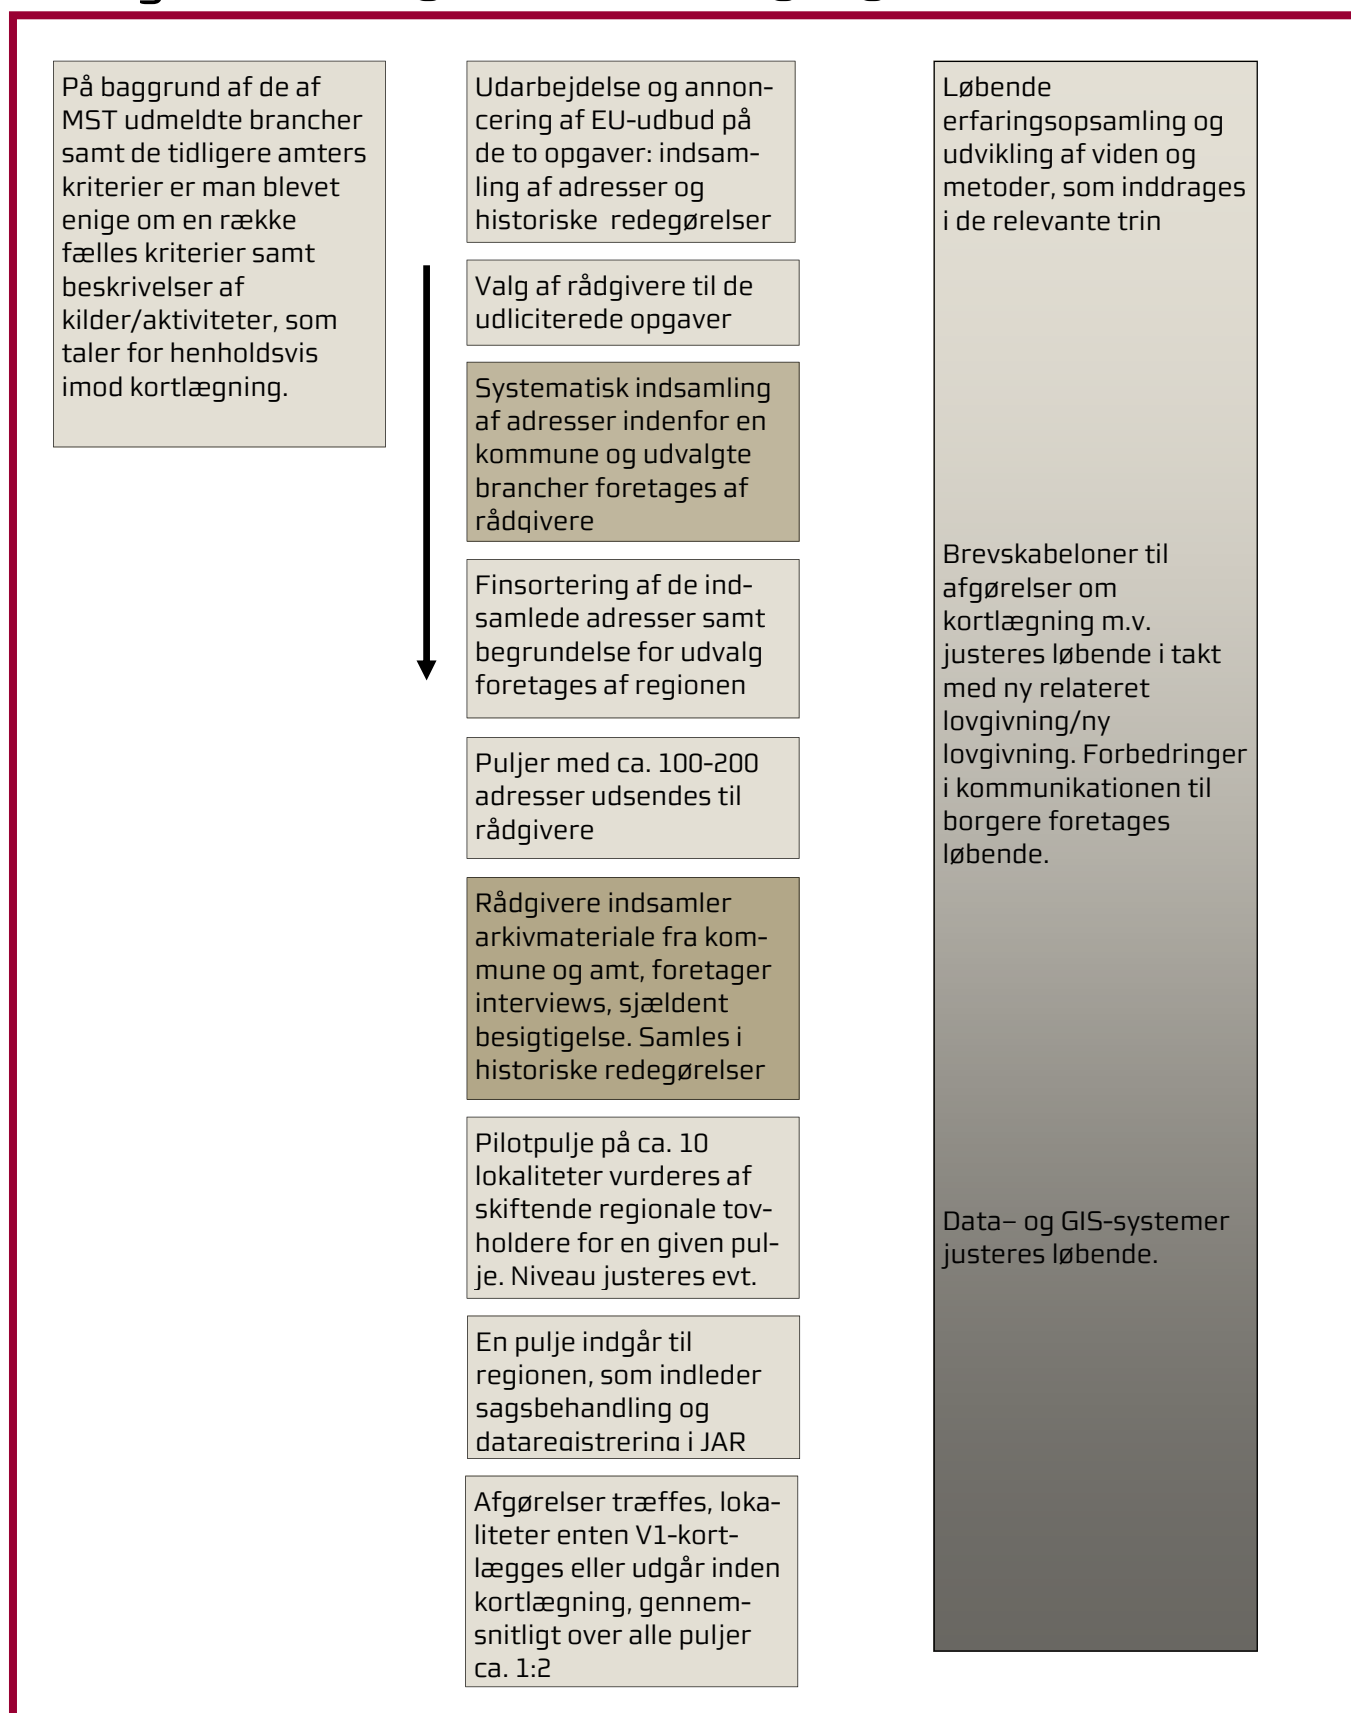 På baggrund af de af
MST udmeldte brancher
samt de tidligere amters
kriterier er man blevet
enige om en række
fælles kriterier samt
beskrivelser af
kilder/aktiviteter, som
taler for henholdsvis
imod kortlægning.
Udarbejdelse og annon-
cering af EU-udbud på
de to opgaver: indsam-
ling af adresser og
historiske redegørelser
Valg af rådgivere til de
udliciterede opgaver
Systematisk indsamling
af adresser indenfor en
kommune og udvalgte
brancher foretages af
rådgivere
Finsortering af de ind-
samlede adresser samt
begrundelse for udvalg
foretages af regionen
Puljer med ca. 100-200
adresser udsendes til
rådgivere
Rådgivere indsamler
arkivmateriale fra kom-
mune og amt, foretager
interviews, sjældent
besigtigelse. Samles i
historiske redegørelser
Pilotpulje på ca. 10
lokaliteter vurderes af
skiftende regionale tov-
holdere for en given pul-
je. Niveau justeres evt.
En pulje indgår til
regionen, som indleder
sagsbehandling og
dataregistrering i JAR
Afgørelser træffes, loka-
liteter enten V1-kort-
lægges eller udgår inden
kortlægning, gennem-
snitligt over alle puljer
ca. 1:2
Løbende
erfaringsopsamling og
udvikling af viden og
metoder, som inddrages
i de relevante trin
Brevskabeloner til
afgørelser om
kortlægning m.v.
justeres løbende i takt
med ny relateret
lovgivning/ny
lovgivning. Forbedringer
i kommunikationen til
borgere foretages
løbende.
Data– og GIS-systemer
justeres løbende.